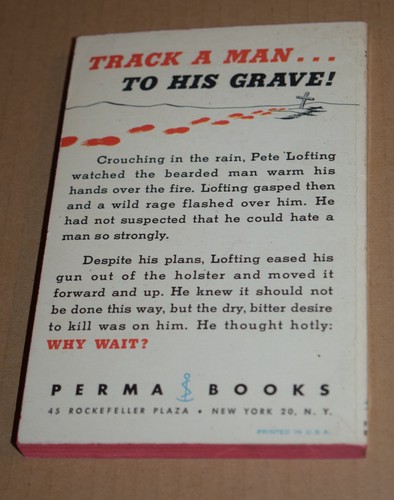 TRACK A MAN...
TO HIS GRAVE!
Crouching in the rain, Pete Lofting
watched the bearded man warm his
hands over the fire. Lofting gasped then
and a wild rage flashed over him. He
had not suspected that he could hate a
man so strongly.
Despite his plans, Lofting eased his
gun out of the holster and moved it
forward and up. He knew it should not
be done this way, but the dry, bitter desire
to kill was on him. He thought hotly:
WHY WAIT?
PERMA BOOKS
45 ROCKEFELLER PLAZA • NEW YORK 20, N. Y.
PRINTED IN U.S.A.